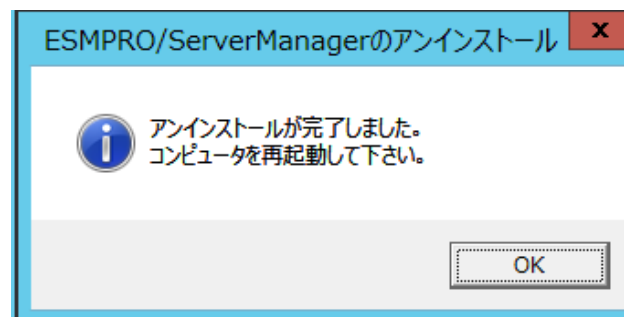 ESMPRO/ServerManagerのアンインストール
x
アンインストールが完了しました。
コンピュータを再起動して下さい。
OK